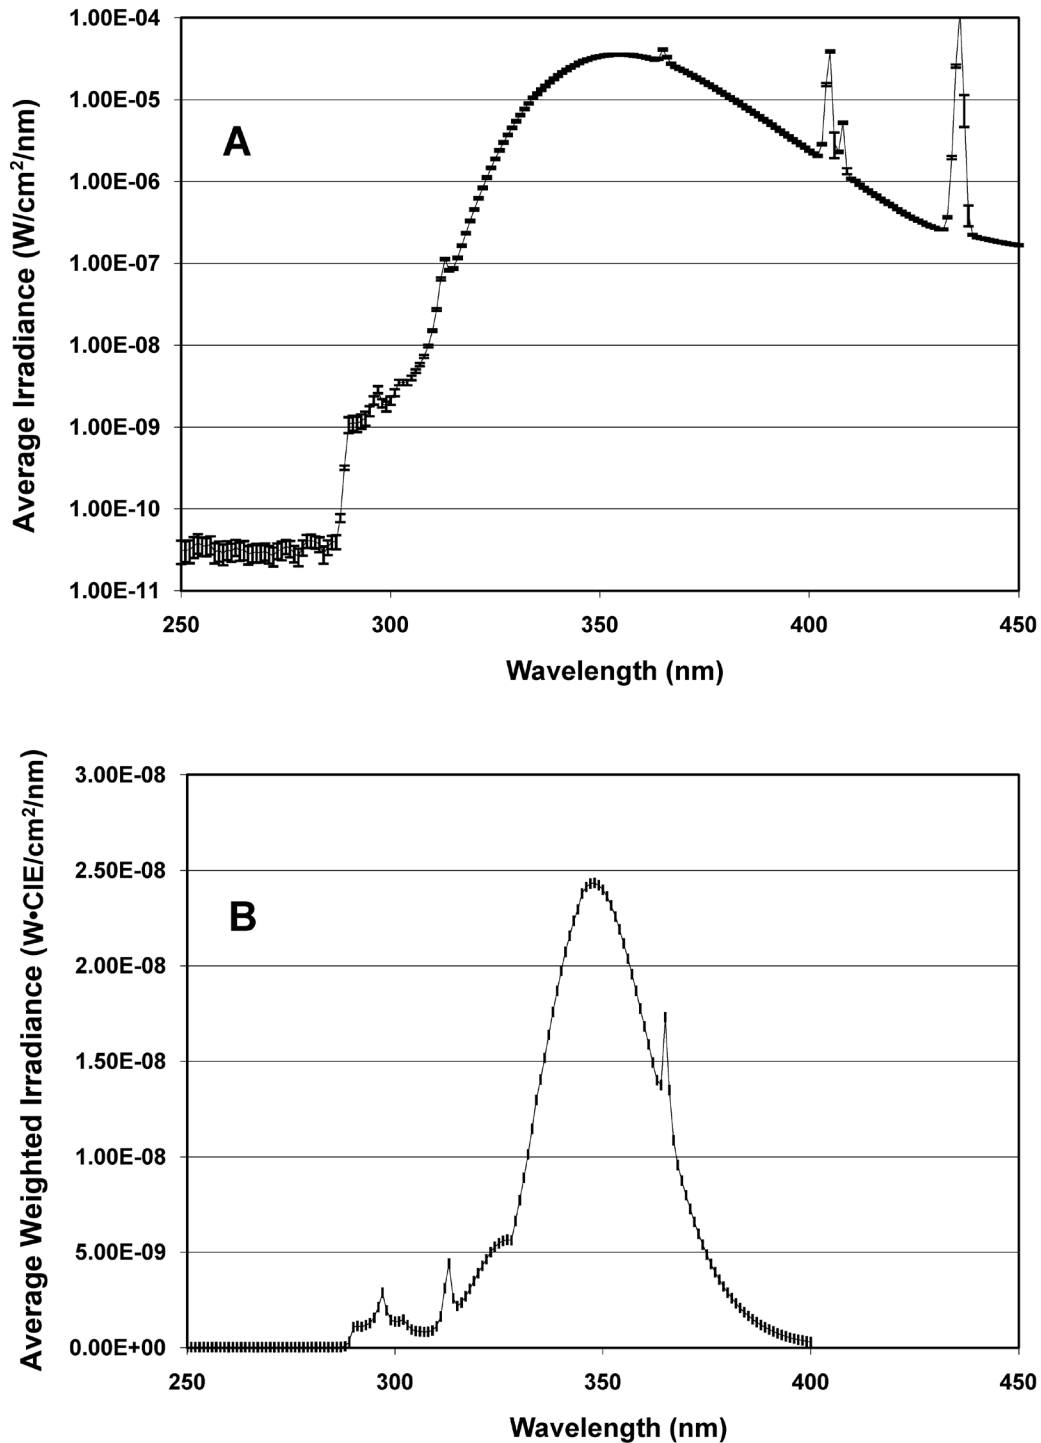 1.00E-04
1.00E-05
1.00E-06
1.00E-07
1.00E-08
1.00E-09
1.00E-10
1.00E-11
Average Irradiance (W/cm²/nm)
A
250 300 350 400 450
Wavelength (nm)
3.00E-08
2.50E-08
2.00E-08
1.50E-08
1.00E-08
5.00E-09
0.00E+00
Average Weighted Irradiance (W•CIE/cm²/nm)
B
250 300 350 400 450
Wavelength (nm)